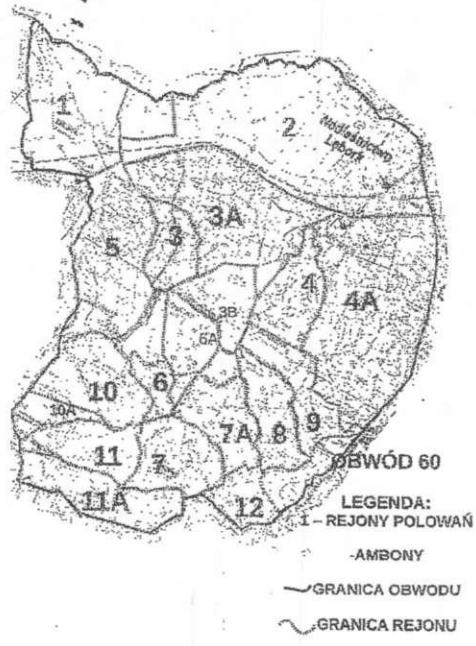 1
2
Nadleśnictwo
Lębork
3A
3
5
4
4A
3B
6A
6
10
10A
7A
8
9
11
7
11A
12
OBWÓD 60
LEGENDA:
1 – REJONY POLOWAŃ
-AMBONY
GRANICA OBWODU
GRANICA REJONU